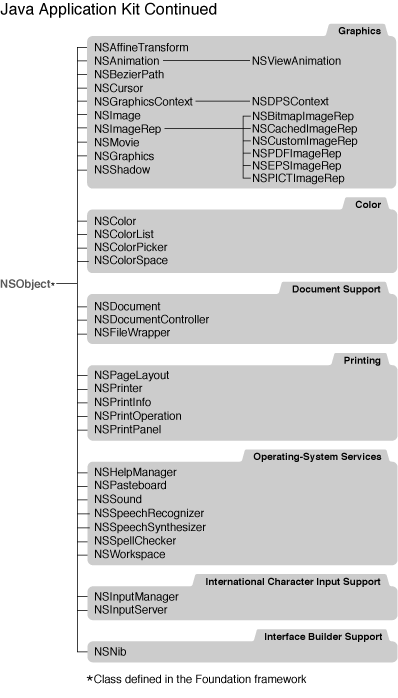 Java Application Kit Continued
Graphics
NSAffineTransform
NSAnimation NSViewAnimation
NSBezierPath
NSCursor
NSGraphicsContext NSDPSContext
NSImage NSBitmapImageRep
NSImageRep NSCachedImageRep
NSMovie NSCustomImageRep
NSGraphics NSPDFImageRep
NSShadow NSEPSImageRep
NSPICTImageRep
Color
NSColor
NSColorList
NSColorPicker
NSColorSpace
NSObject*
Document Support
NSDocument
NSDocumentController
NSFileWrapper
Printing
NSPageLayout
NSPrinter
NSPrintInfo
NSPrintOperation
NSPrintPanel
Operating-System Services
NSHelpManager
NSPasteboard
NSSound
NSSpeechRecognizer
NSSpeechSynthesizer
NSSpellChecker
NSWorkspace
International Character Input Support
NSInputManager
NSInputServer
Interface Builder Support
NSNib
*Class defined in the Foundation framework